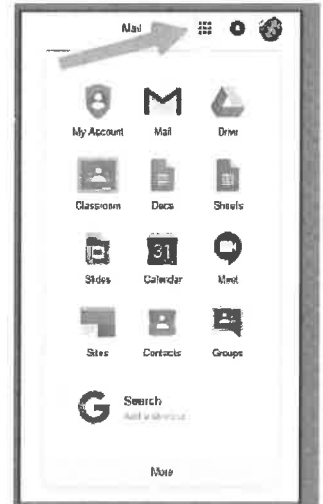 Mail
My Account Mail Drive
Classroom Docs Sheets
31
Slides Calendar Meet
Sites Contacts Groups
G Search
More